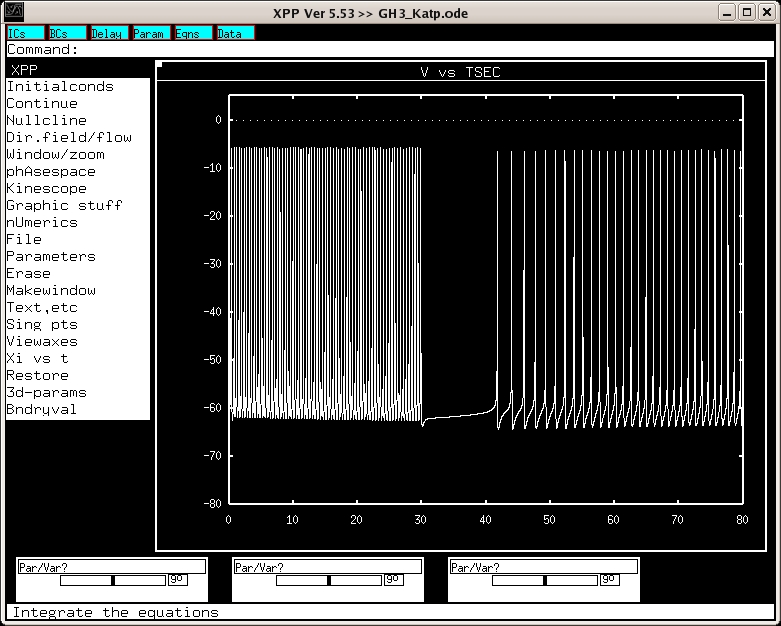 XPP Ver 5.53 >> GH3_Katp.ode
ICs BCs Delay Param Eqns Data
Command:
XPP
Initialconds
Continue
Nullcline
Dir.field/flow
Window/zoom
phAsespace
Kinescope
Graphic stuff
nUmerics
File
Parameters
Erase
Makewindow
Text,etc
Sing pts
Viewaxes
Xi vs t
Restore
3d-params
Bndryval
V vs TSEC
0
-10
-20
-30
-40
-50
-60
-70
-80
0 10 20 30 40 50 60 70 80
Par/Var? Par/Var? Par/Var?
Integrate the equations